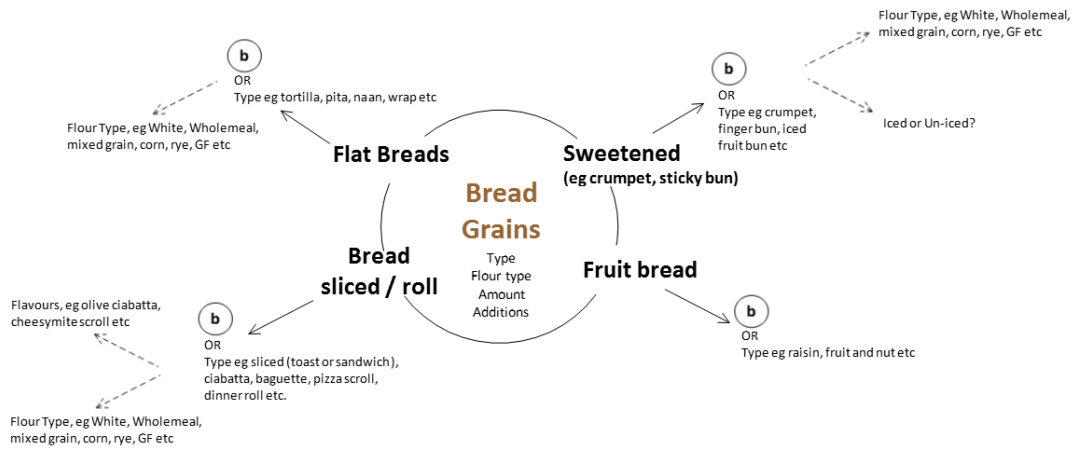 b
OR
Type eg tortilla, pita, naan, wrap etc
Flour Type, eg White, Wholemeal,
mixed grain, corn, rye, GF etc
Flat Breads
Flour Type, eg White, Wholemeal,
mixed grain, corn, rye, GF etc
b
OR
Type eg crumpet,
finger bun, iced
fruit bun etc
Iced or Un-iced?
Sweetened
(eg crumpet, sticky bun)
Bread
Grains
Type
Flour type
Amount
Additions
Bread
sliced / roll
Flavours, eg olive ciabatta,
cheesymite scroll etc
b
OR
Type eg sliced (toast or sandwich),
ciabatta, baguette, pizza scroll,
dinner roll etc.
Flour Type, eg White, Wholemeal,
mixed grain, corn, rye, GF etc
Fruit bread
b
OR
Type eg raisin, fruit and nut etc